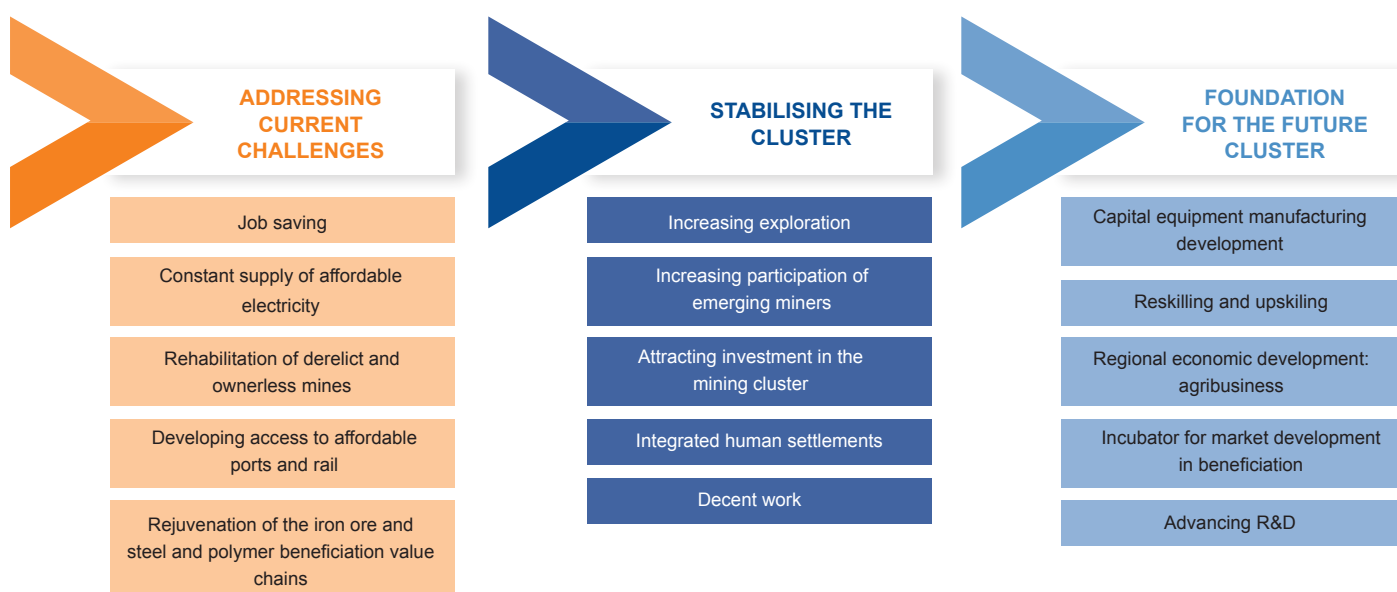 ADDRESSING
CURRENT
CHALLENGES
Job saving
Constant supply of affordable
electricity
Rehabilitation of derelict and
ownerless mines
Developing access to affordable
ports and rail
Rejuvenation of the iron ore and
steel and polymer beneficiation value
chains
STABILISING THE
CLUSTER
Increasing exploration
Increasing participation of
emerging miners
Attracting investment in the
mining cluster
Integrated human settlements
Decent work
FOUNDATION
FOR THE FUTURE
CLUSTER
Capital equipment manufacturing
development
Reskilling and upskiling
Regional economic development:
agribusiness
Incubator for market development
in beneficiation
Advancing R&D